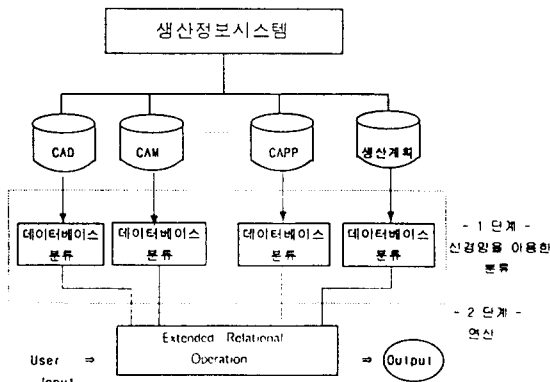 생산정보시스템
CAD
CAM
CAPP
생산계획
데이터베이스
분류
데이터베이스
분류
데이터베이스
분류
데이터베이스
분류
- 1 단계 -
신경망을 이용한
분류
- 2 단계 -
연산
Extended Relational
Operation
User ⇒
Input
⇒ Output